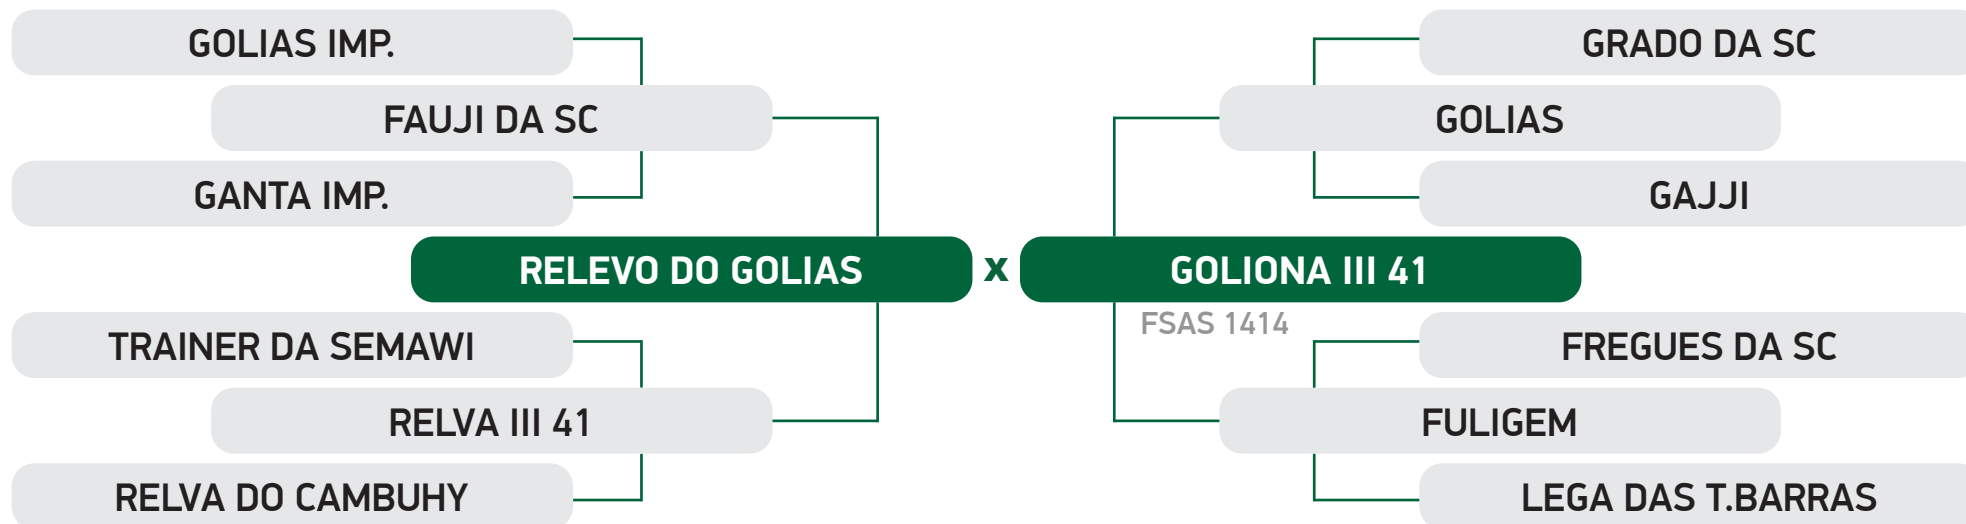 GOLIAS IMP.
FAUJI DA SC
GANTA IMP.
RELEVO DO GOLIAS
TRAINER DA SEMAWI
RELVA III 41
RELVA DO CAMBUHY
x
GRADO DA SC
GOLIAS
GAJJI
GOLIONA III 41
FSAS 1414
FREGUES DA SC
FULIGEM
LEGA DAS T.BARRAS